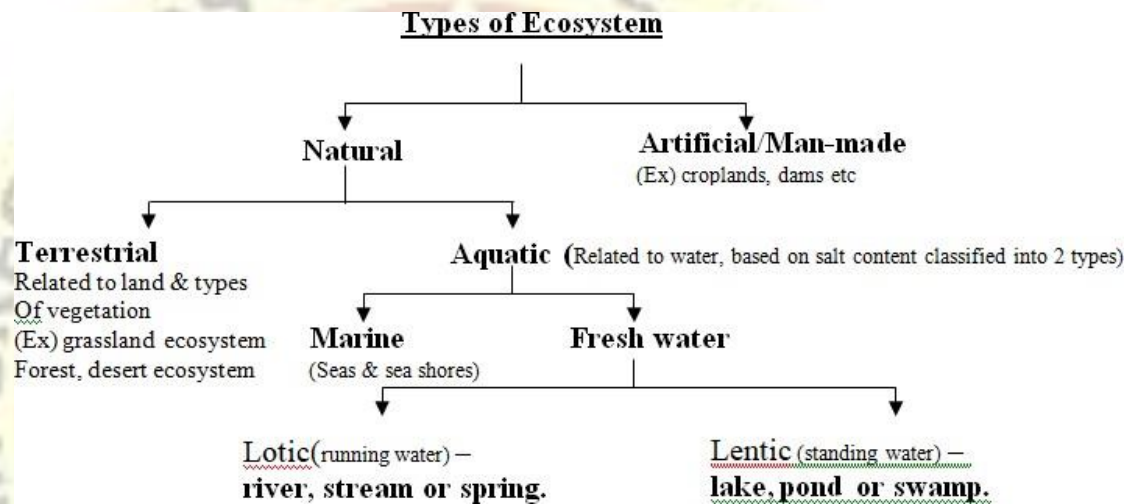 Types of Ecosystem
Natural
Artificial/Man-made
(Ex) croplands, dams etc
Terrestrial
Related to land & types
Of vegetation
(Ex) grassland ecosystem
Forest, desert ecosystem
Aquatic (Related to water, based on salt content classified into 2 types)
Marine
(Seas & sea shores)
Fresh water
Lotic(running water) –
river, stream or spring.
Lentic (standing water) –
lake, pond or swamp.